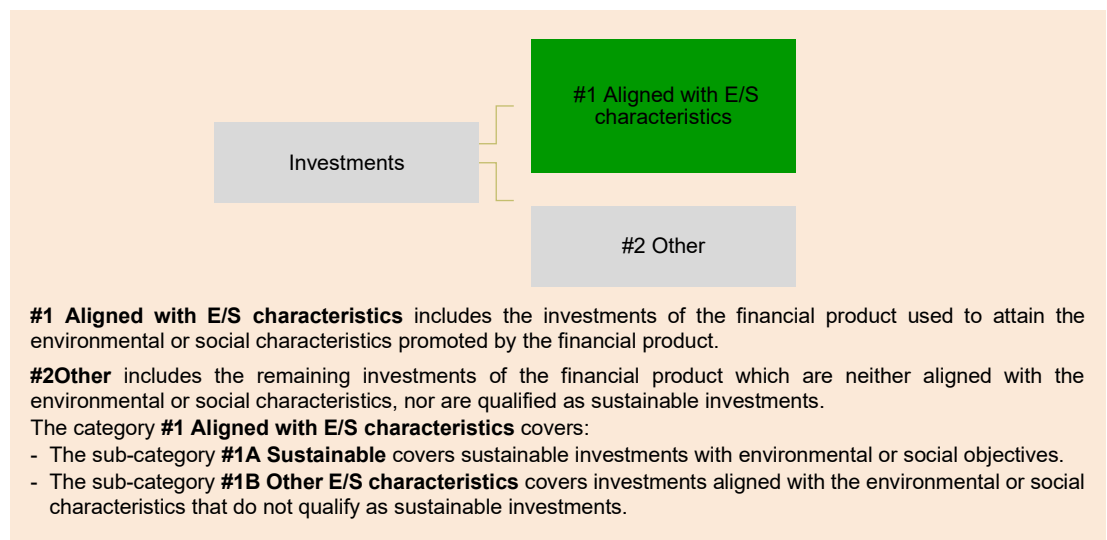 #1 Aligned with E/S
characteristics
Investments
#2 Other
#1 Aligned with E/S characteristics includes the investments of the financial product used to attain the
environmental or social characteristics promoted by the financial product.
#2Other includes the remaining investments of the financial product which are neither aligned with the
environmental or social characteristics, nor are qualified as sustainable investments.
The category #1 Aligned with E/S characteristics covers:
- The sub-category #1A Sustainable covers sustainable investments with environmental or social objectives.
- The sub-category #1B Other E/S characteristics covers investments aligned with the environmental or social
characteristics that do not qualify as sustainable investments.